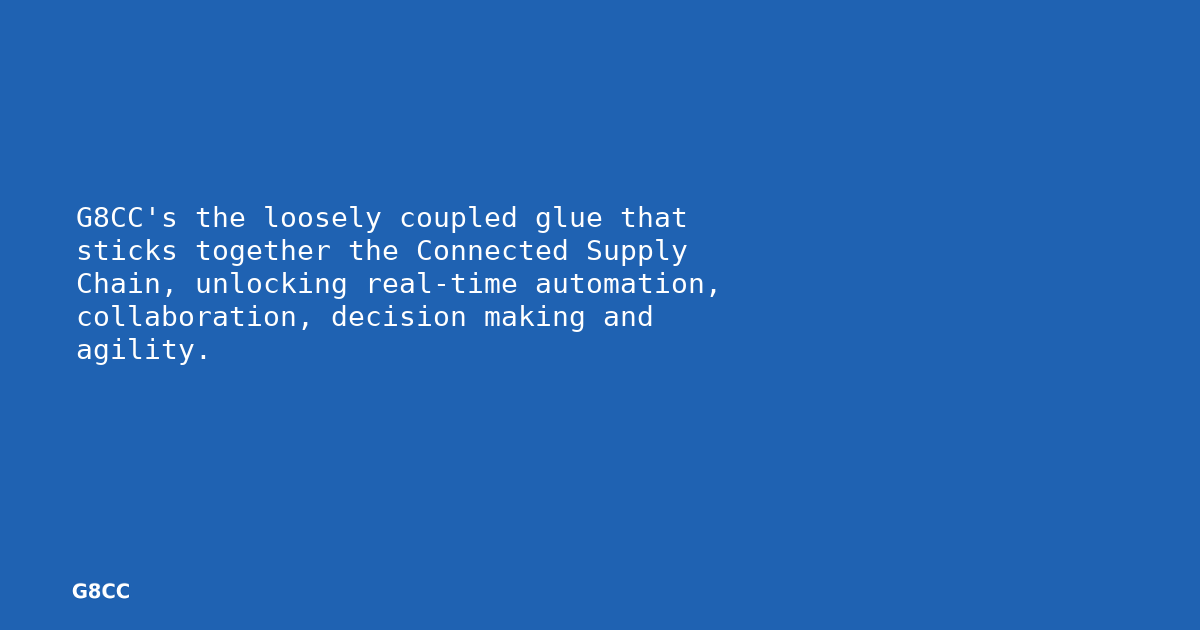 G8CC's the loosely coupled glue that
sticks together the Connected Supply
Chain, unlocking real-time automation,
collaboration, decision making and
agility.
G8CC